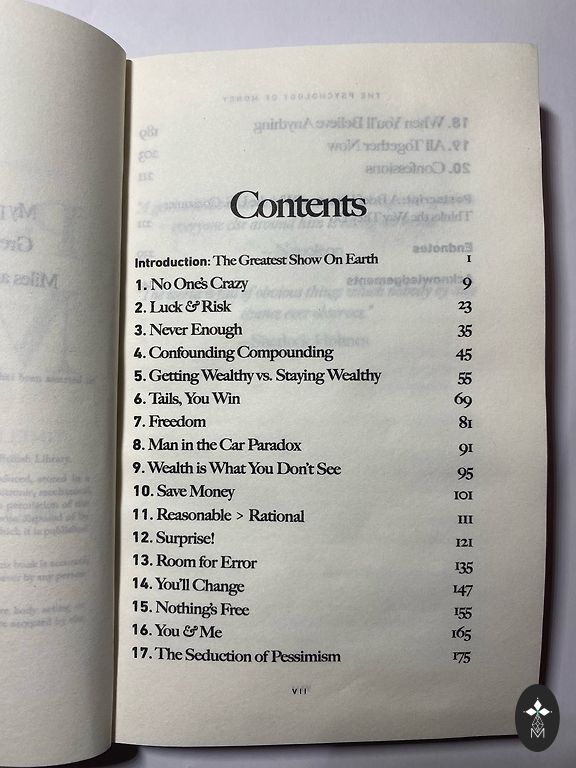 Contents
Introduction: The Greatest Show On Earth 1
1. No One's Crazy 9
2. Luck & Risk 23
3. Never Enough 35
4. Confounding Compounding 45
5. Getting Wealthy vs. Staying Wealthy 55
6. Tails, You Win 69
7. Freedom 81
8. Man in the Car Paradox 91
9. Wealth is What You Don't See 95
10. Save Money 101
11. Reasonable > Rational 111
12. Surprise! 121
13. Room for Error 135
14. You'll Change 147
15. Nothing's Free 155
16. You & Me 165
17. The Seduction of Pessimism 175
VII